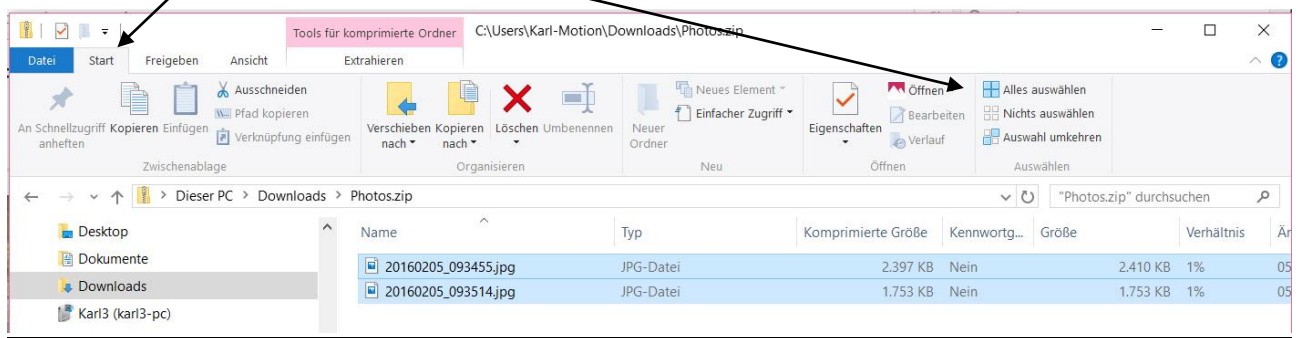 Tools für komprimierte Ordner C:\Users\Karl-Motion\Downloads\Photos.zip
Datei Start Freigeben Ansicht Extrahieren
An Schnellzugriff anheften
Kopieren Einfügen
Ausschneiden
Pfad kopieren
Verknüpfung einfügen
Zwischenablage
Verschieben nach
Kopieren nach
Löschen Umbenennen
Organisieren
Neuer Ordner
Neues Element
Einfacher Zugriff
Neu
Eigenschaften
Öffnen
Bearbeiten
Verlauf
Öffnen
Alles auswählen
Nichts auswählen
Auswahl umkehren
Auswählen
Dieser PC > Downloads > Photos.zip "Photos.zip" durchsuchen
Desktop
Dokumente
Downloads
Karl3 (karl3-pc)
Name Typ Komprimierte Größe Kennwortg... Größe Verhältnis Är
20160205_093455.jpg JPG-Datei 2.397 KB Nein 2.410 KB 1% 05
20160205_093514.jpg JPG-Datei 1.753 KB Nein 1.753 KB 1% 05